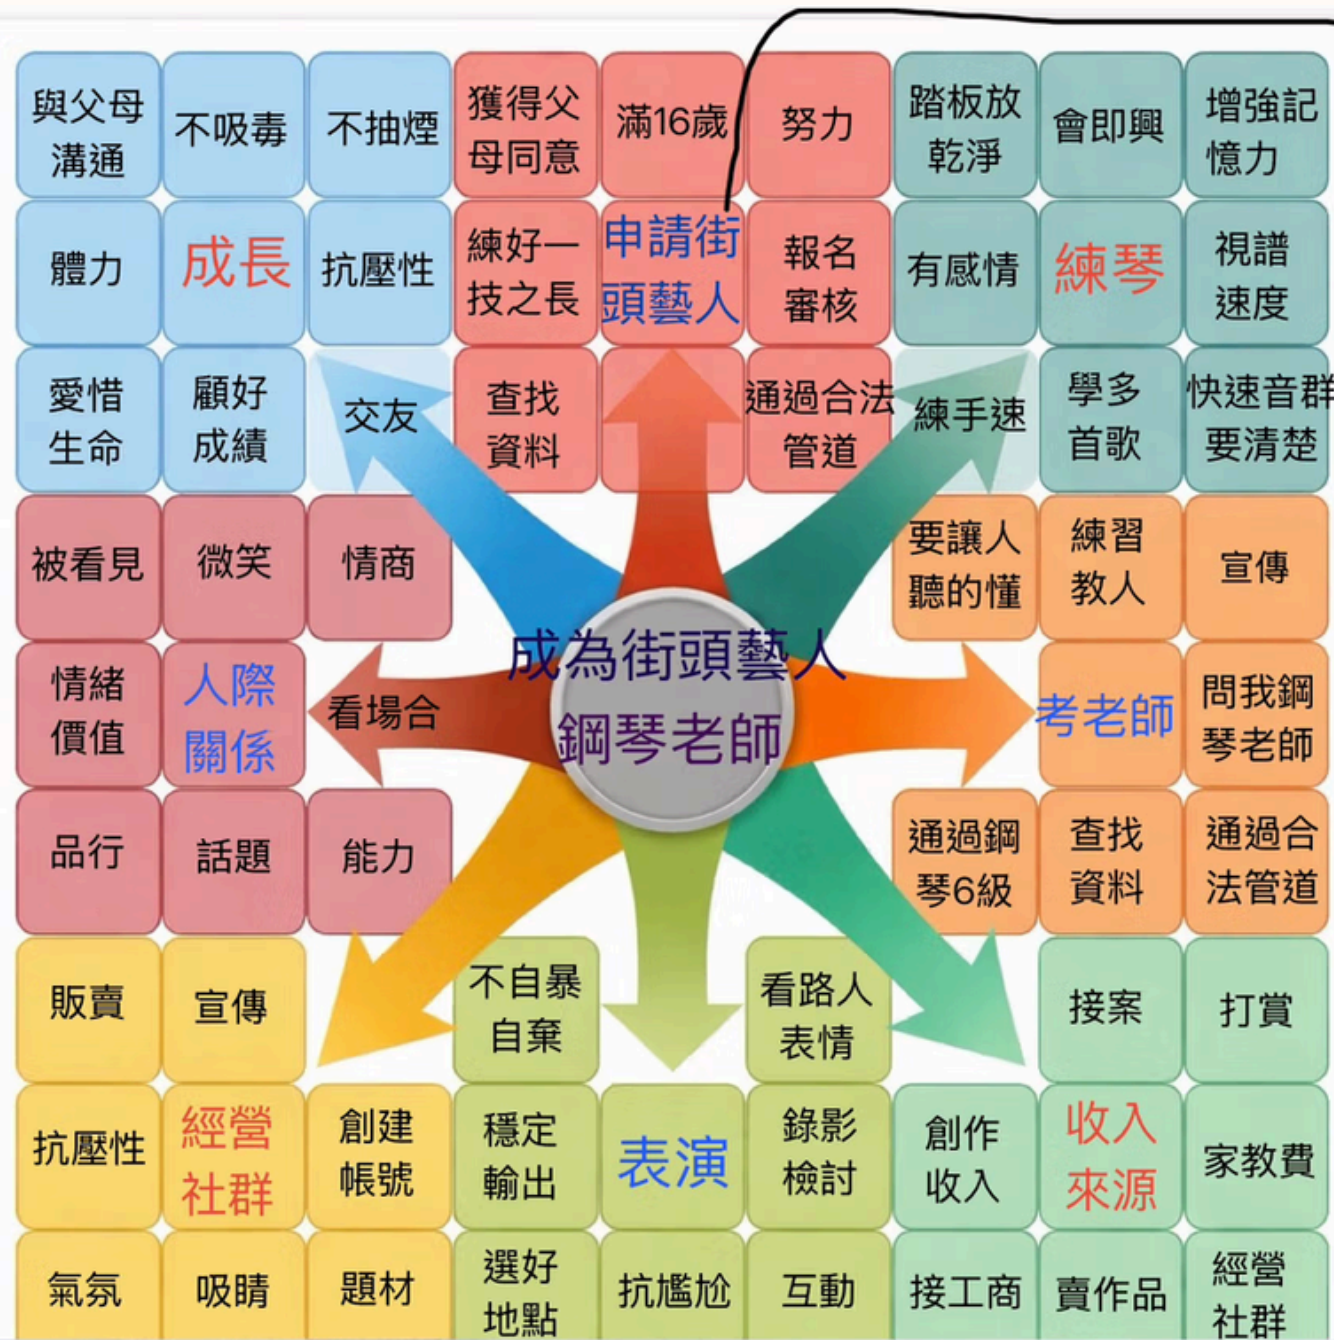 與父母
溝通
不吸毒
不抽煙
體力
成長
抗壓性
愛惜
生命
顧好
成績
交友
獲得父
母同意
滿16歲
努力
練好一
技之長
申請街
頭藝人
報名
審核
查找
資料
通過合法
管道
踏板放
乾淨
會即興
增強記
憶力
有感情
練琴
視譜
速度
練手速
學多
首歌
快速音群
要清楚
被看見
微笑
情商
情緒
價值
人際
關係
看場合
品行
話題
能力
成為街頭藝人
鋼琴老師
要讓人
聽的懂
練習
教人
宣傳
考老師
問我鋼
琴老師
通過鋼
琴6級
查找
資料
通過合
法管道
販賣
宣傳
抗壓性
經營
社群
創建
帳號
氣氛
吸睛
題材
不自暴
自棄
看路人
表情
穩定
輸出
表演
錄影
檢討
選好
地點
抗尷尬
互動
接案
打賞
創作
收入
收入
來源
家教費
接工商
賣作品
經營
社群